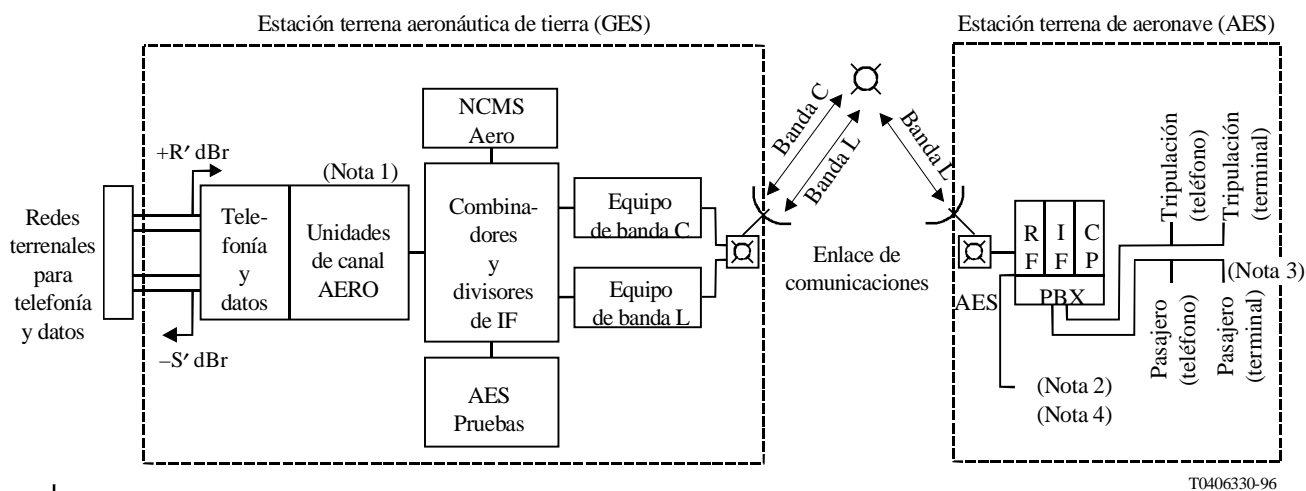 Estación terrena aeronáutica de tierra (GES)
Estación terrena de aeronave (AES)
NCMS
Aero
+R′ dBr
(Nota 1)
Redes
terrenales
para
telefonía
y datos
Tele-
fonía
y
datos
Unidades
de canal
AERO
Combina-
dores
y
divisores
de IF
Equipo
de banda C
Equipo
de banda L
–S′ dBr
AES
Pruebas
Banda C
Banda L
Banda L
Enlace de
comunicaciones
R
F
I
F
C
P
AES
PBX
Tripulación
(teléfono)
Tripulación
(terminal)
(Nota 3)
Pasajero
(teléfono)
Pasajero
(terminal)
(Nota 2)
(Nota 4)
T0406330-96